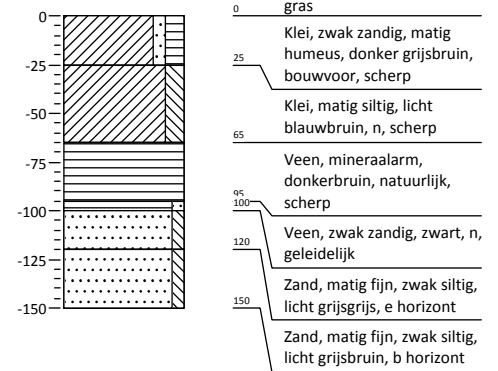 0
-25
-50
-75
-100
-125
-150
0
gras
Klei, zwak zandig, matig
humeus, donker grijsbruin,
bouwvoor, scherp
25
Klei, matig siltig, licht
blauwbruin, n, scherp
65
Veen, mineraalarm,
donkerbruin, natuurlijk,
scherp
95
100
Veen, zwak zandig, zwart, n,
geleidelijk
120
Zand, matig fijn, zwak siltig,
licht grijsgrijs, e horizont
150
Zand, matig fijn, zwak siltig,
licht grijsbruin, b horizont